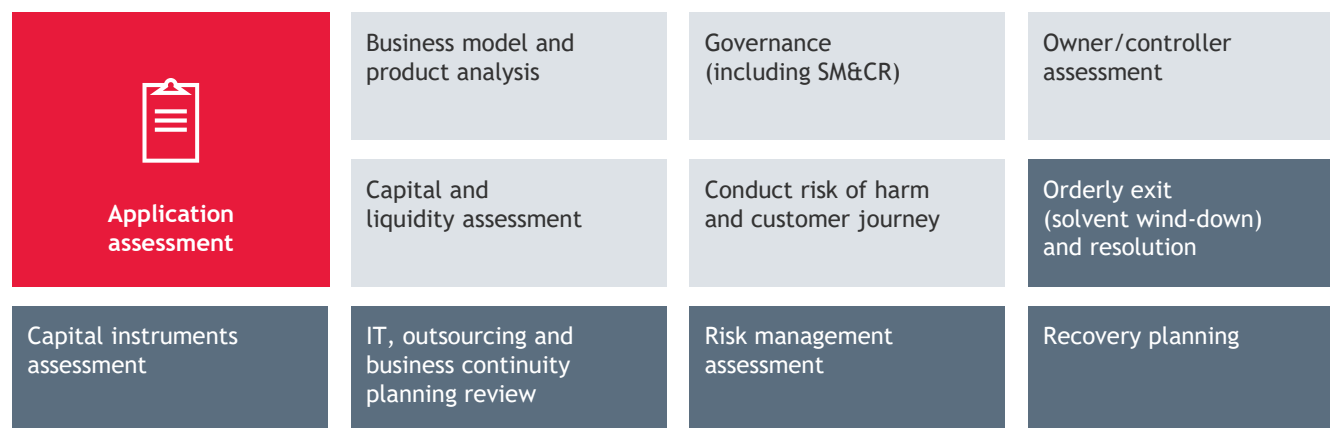 Application
assessment
Business model and
product analysis
Governance
(including SM&CR)
Owner/controller
assessment
Capital and
liquidity assessment
Conduct risk of harm
and customer journey
Orderly exit
(solvent wind-down)
and resolution
Capital instruments
assessment
IT, outsourcing and
business continuity
planning review
Risk management
assessment
Recovery planning